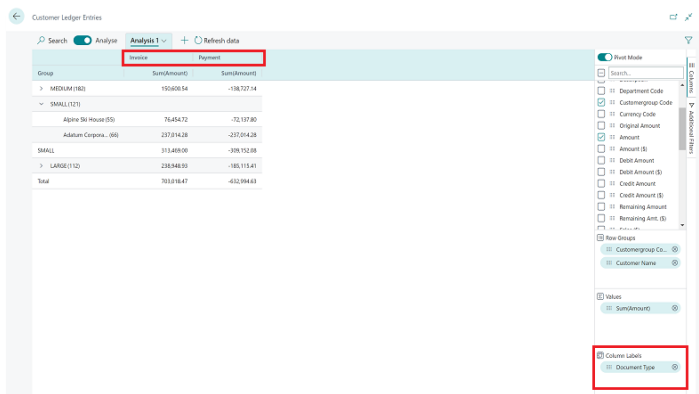 Customer Ledger Entries
Search Analyse Analysis 1 Refresh data
Invoice Payment
Group Sum(Amount) Sum(Amount)
MEDIUM (182) 150,600.54 -138,727.14
SMALL (121)
Alpine Ski House (55) 76,454.72 -72,137.80
Adatum Corpora... (66) 237,014.28 -237,014.28
SMALL 313,469.00 -309,152.08
LARGE (112) 238,948.93 -185,115.41
Total 703,018.47 -632,994.63
Pivot Mode
Search...
Department Code
Customergroup Code
Currency Code
Original Amount
Amount
Amount ($)
Debit Amount
Debit Amount ($)
Credit Amount
Credit Amount ($)
Remaining Amount
Remaining Amt. ($)
Row Groups
Customergroup Co...
Customer Name
Values
Sum(Amount)
Column Labels
Document Type
Columns
Additional Filters